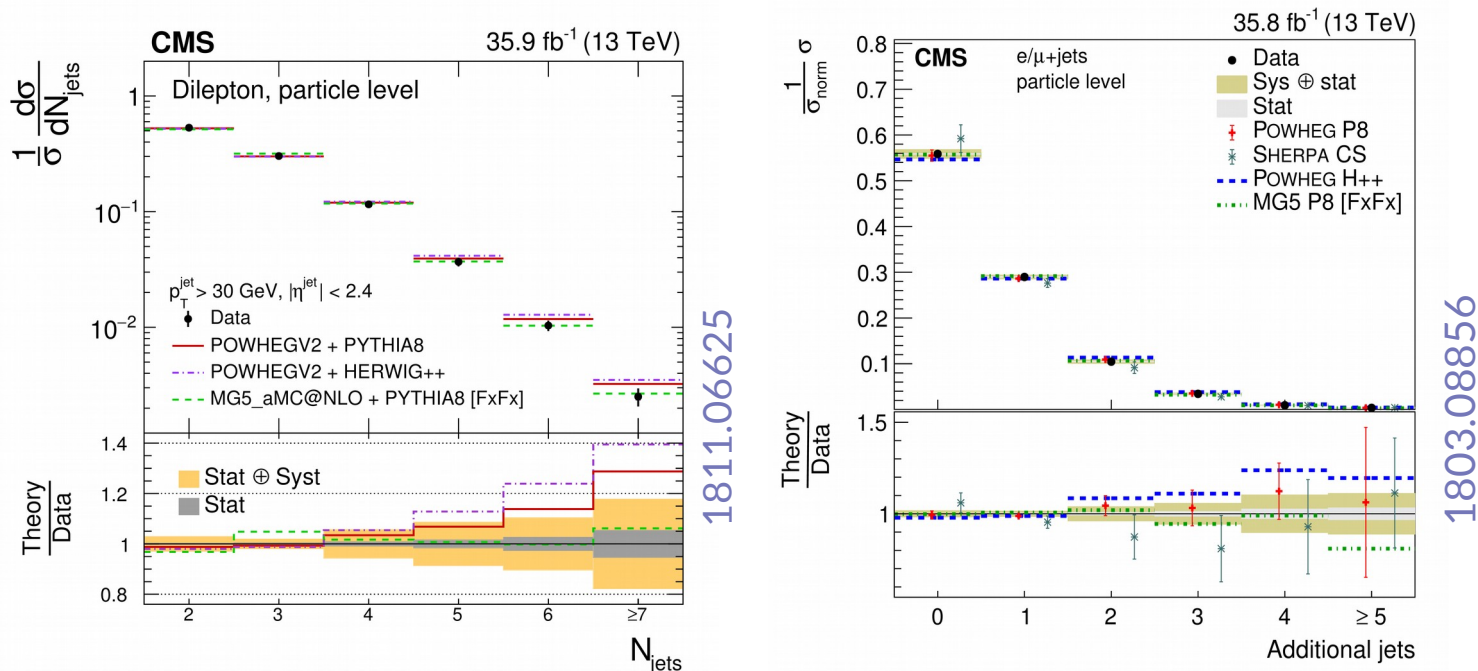 CMS
35.9 fb⁻¹ (13 TeV)
1/σ dσ/dN_jets
Dilepton, particle level
1
10⁻¹
10⁻²
p_T^jet > 30 GeV, |η^jet| < 2.4
Data
POWHEGV2 + PYTHIA8
POWHEGV2 + HERWIG++
MG5_aMC@NLO + PYTHIA8 [FxFx]
Theory/Data
1.4
1.2
1
0.8
Stat ⊕ Syst
Stat
2 3 4 5 6 ≥7
N_jets
1811.06625
35.8 fb⁻¹ (13 TeV)
1/σ_norm σ
CMS
e/μ+jets
particle level
Data
Sys ⊕ stat
Stat
POWHEG P8
SHERPA CS
POWHEG H++
MG5 P8 [FxFx]
0.8
0.7
0.6
0.5
0.4
0.3
0.2
0.1
Theory/Data
1.5
1
0 1 2 3 4 ≥ 5
Additional jets
1803.08856